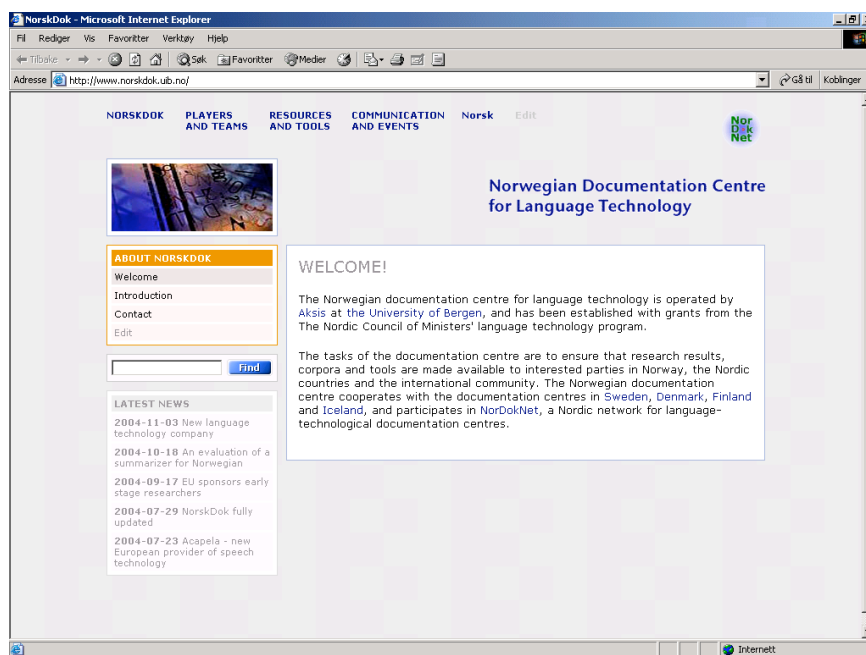 NorskDok - Microsoft Internet Explorer
Fil Rediger Vis Favoritter Verktøy Hjelp
Tilbake Søk Favoritter Medier
Adresse http://www.norskdok.uib.no/ Gå til Koblinger
NORSKDOK PLAYERS RESOURCES COMMUNICATION Norsk Edit
AND TEAMS AND TOOLS AND EVENTS
Nor
Dok
Net
Norwegian Documentation Centre
for Language Technology
ABOUT NORSKDOK
Welcome
Introduction
Contact
Edit
Find
LATEST NEWS
2004-11-03 New language
technology company
2004-10-18 An evaluation of a
summarizer for Norwegian
2004-09-17 EU sponsors early
stage researchers
2004-07-29 NorskDok fully
updated
2004-07-23 Acapela - new
European provider of speech
technology
WELCOME!
The Norwegian documentation centre for language technology is operated by
Aksis at the University of Bergen, and has been established with grants from the
The Nordic Council of Ministers' language technology program.
The tasks of the documentation centre are to ensure that research results,
corpora and tools are made available to interested parties in Norway, the Nordic
countries and the international community. The Norwegian documentation
centre cooperates with the documentation centres in Sweden, Denmark, Finland
and Iceland, and participates in NorDokNet, a Nordic network for language-
technological documentation centres.
Internett